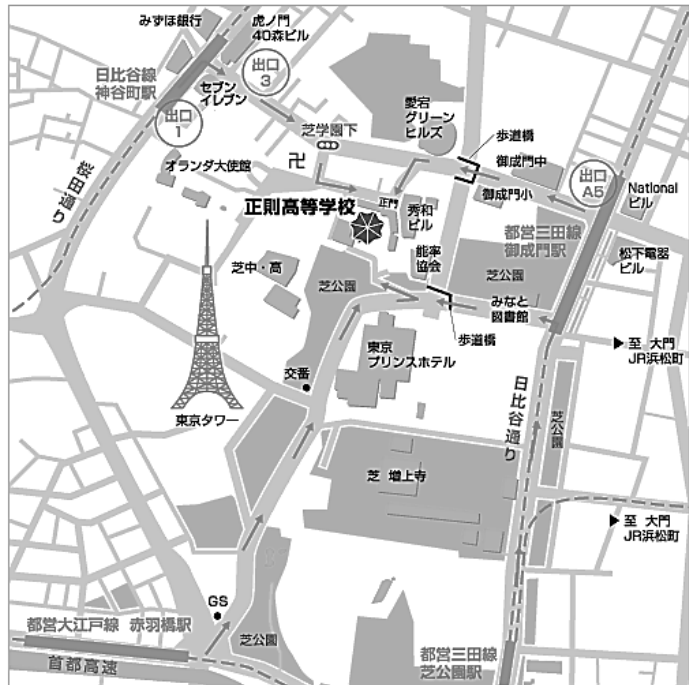 みずほ銀行
虎ノ門
40森ビル
日比谷線
神谷町駅
出口
3
セブン
イレブン
出口
1
芝学園下
愛宕
グリーン
ヒルズ
歩道橋
御成門中
出口
A5
National
ビル
オランダ大使館
卍
桜田通り
正則高等学校
正門
秀和
ビル
御成門小
都営三田線
御成門駅
松下電器
ビル
能率
協会
芝中・高
芝公園
芝公園
みなと
図書館
歩道橋
東京
プリンスホテル
▶至 大門
JR浜松町
交番
東京タワー
日比谷通り
芝公園
芝 増上寺
▶至 大門
JR浜松町
GS
都営大江戸線 赤羽橋駅
首都高速
芝公園
都営三田線
芝公園駅